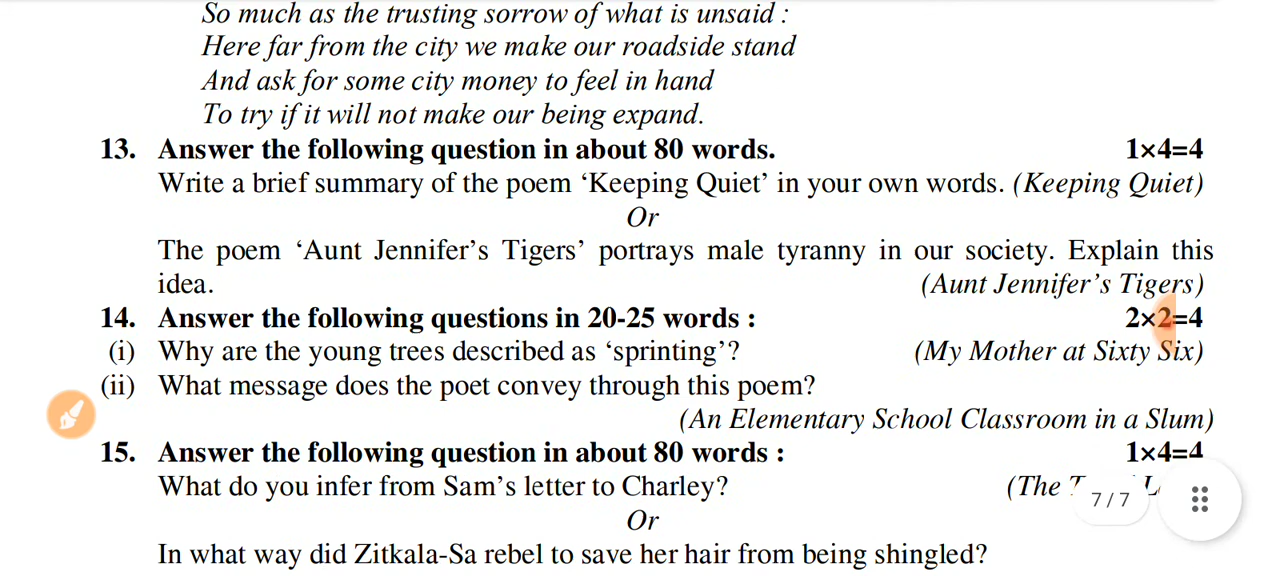 So much as the trusting sorrow of what is unsaid :
Here far from the city we make our roadside stand
And ask for some city money to feel in hand
To try if it will not make our being expand.
13. Answer the following question in about 80 words. 1×4=4
Write a brief summary of the poem ‘Keeping Quiet’ in your own words. (Keeping Quiet)
Or
The poem ‘Aunt Jennifer’s Tigers’ portrays male tyranny in our society. Explain this
idea. (Aunt Jennifer’s Tigers)
14. Answer the following questions in 20-25 words : 2×2=4
(i) Why are the young trees described as ‘sprinting’? (My Mother at Sixty Six)
(ii) What message does the poet convey through this poem?
(An Elementary School Classroom in a Slum)
15. Answer the following question in about 80 words : 1×4=4
What do you infer from Sam’s letter to Charley? (The
7/7
Or
In what way did Zitkala-Sa rebel to save her hair from being shingled?